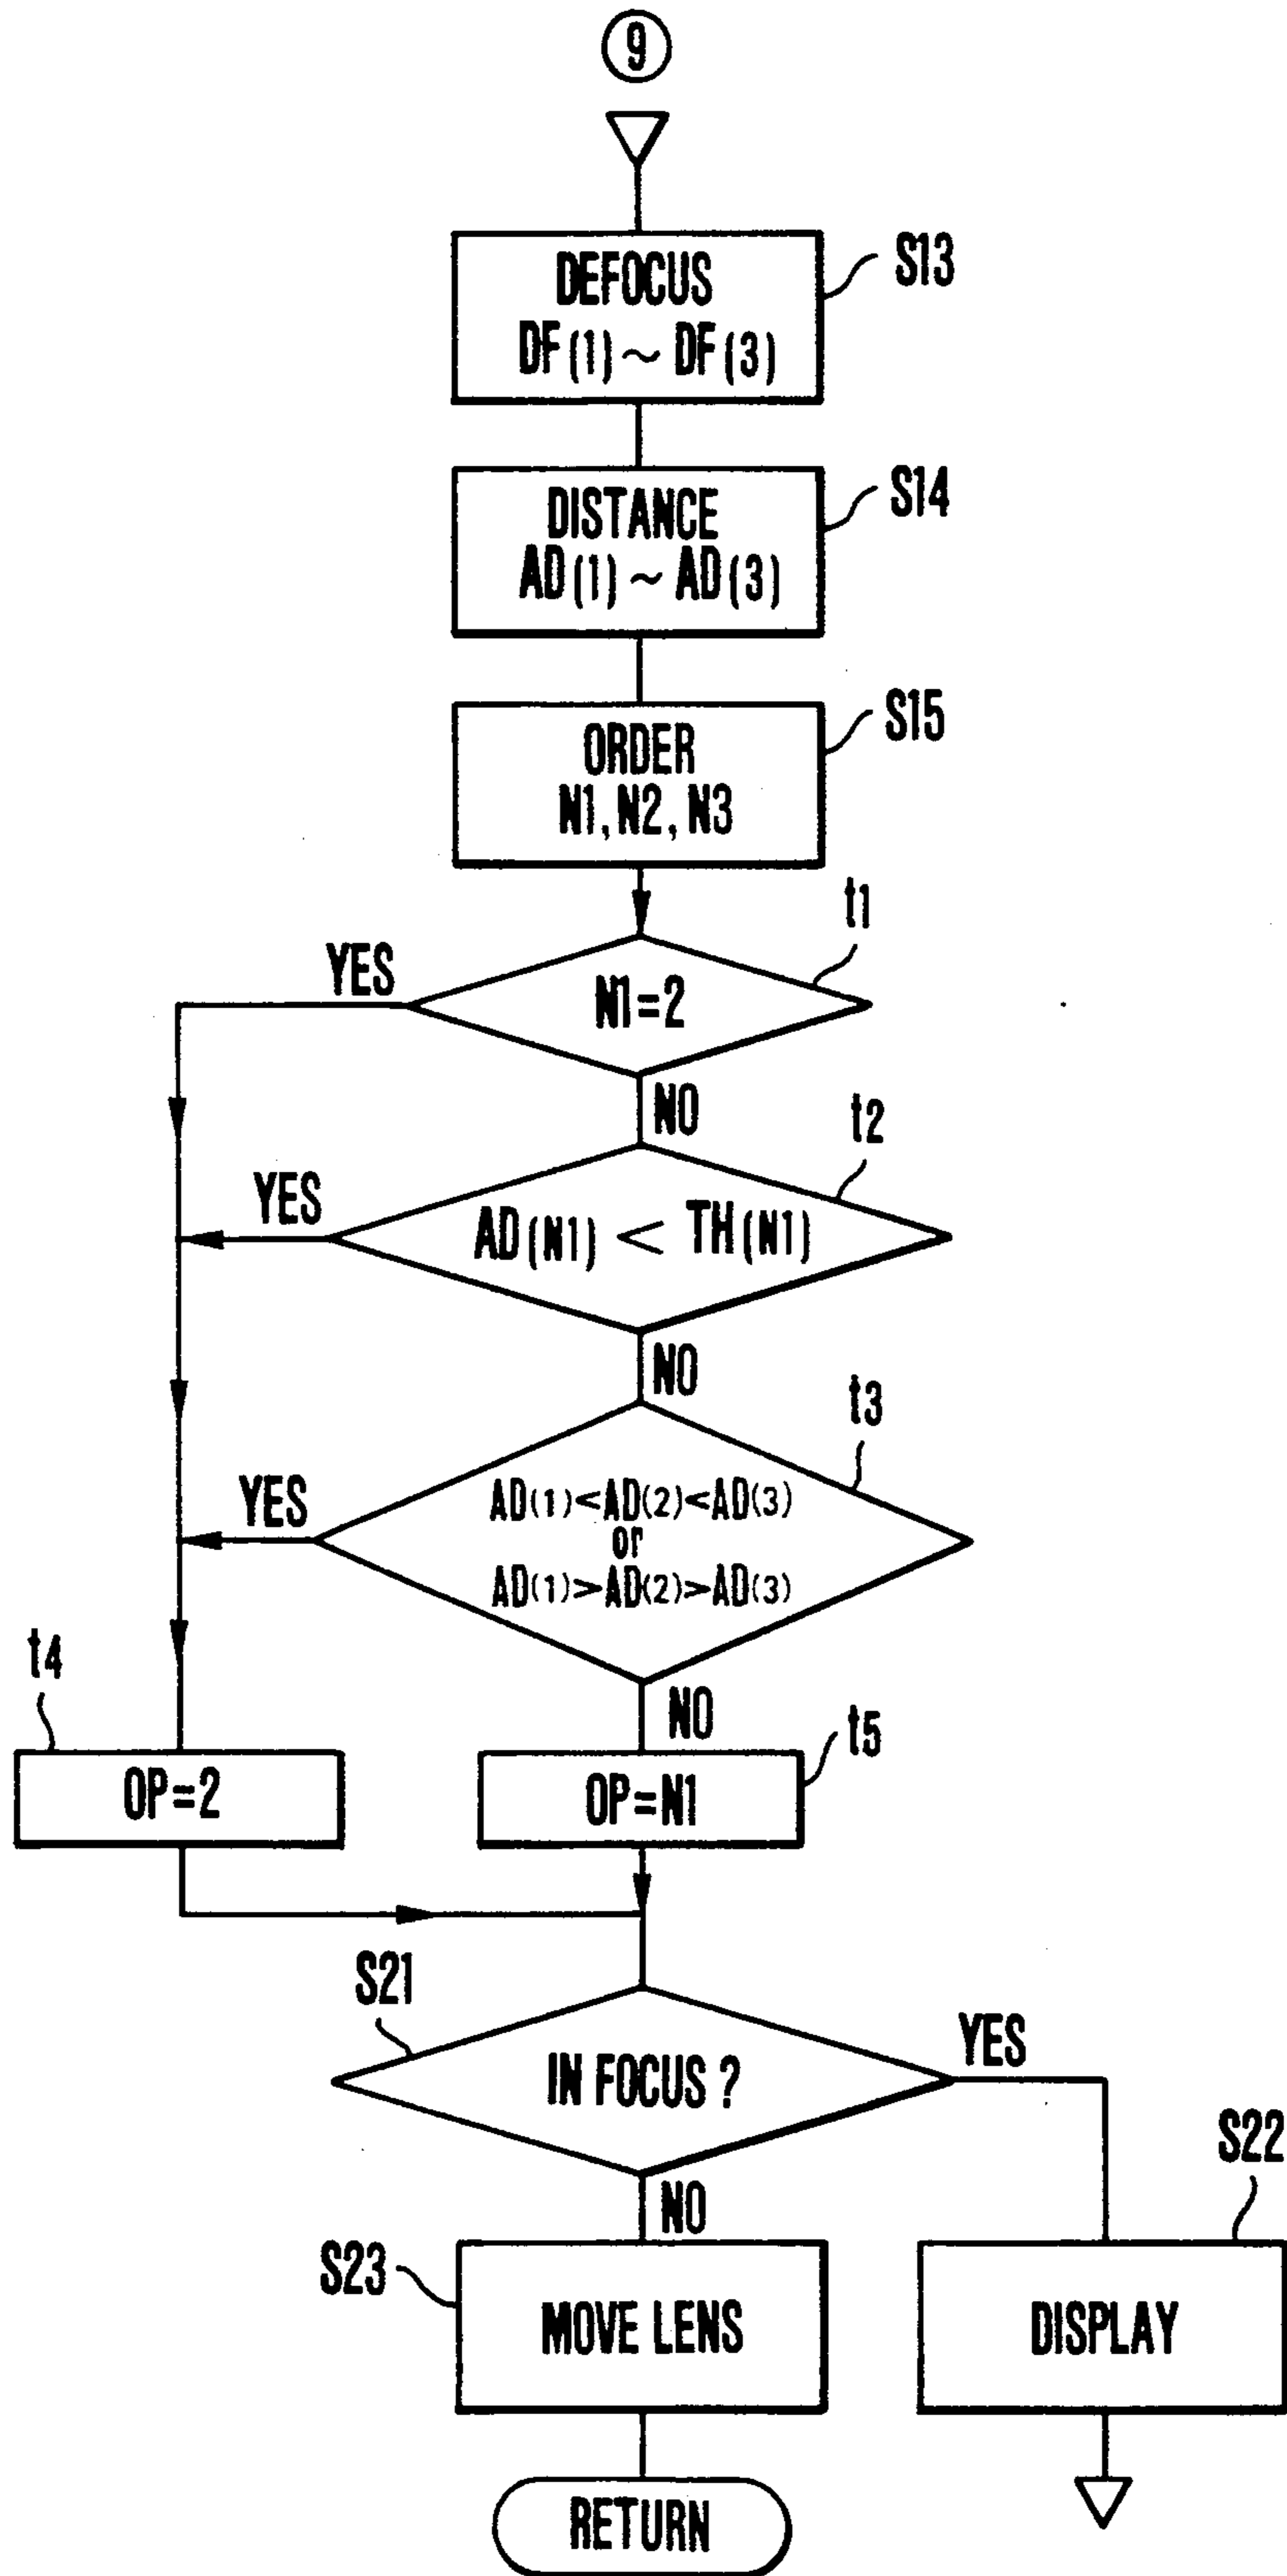 9
DEFOCUS
DF(1)~DF(3)
S13
DISTANCE
AD(1)~AD(3)
S14
ORDER
N1, N2, N3
S15
t1
YES
N1=2
NO
t2
YES
AD(N1) < TH(N1)
NO
t3
YES
AD(1)<AD(2)<AD(3)
or
AD(1)>AD(2)>AD(3)
NO
t4
OP=2
t5
OP=N1
S21
IN FOCUS ?
YES
NO
S22
S23
MOVE LENS
DISPLAY
RETURN